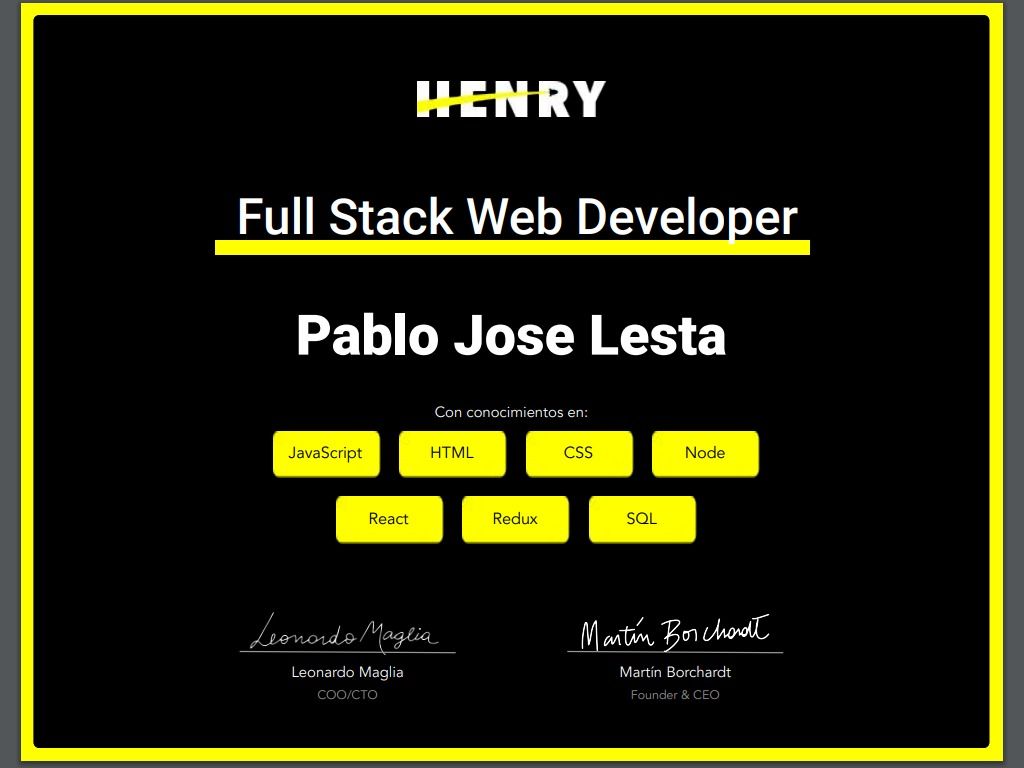 HENRY
Full Stack Web Developer
Pablo Jose Lesta
Con conocimientos en:
JavaScript HTML CSS Node
React Redux SQL
Leonardo Maglia Martín Borchardt
Leonardo Maglia Martín Borchardt
COO/CTO Founder & CEO